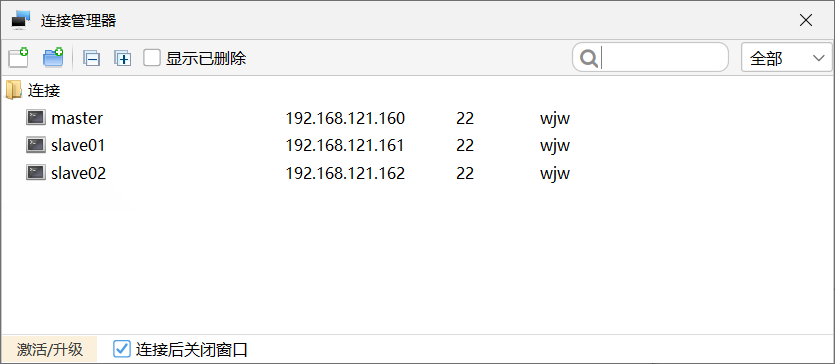 连接管理器
显示已删除 全部
连接
master 192.168.121.160 22 wjw
slave01 192.168.121.161 22 wjw
slave02 192.168.121.162 22 wjw
激活/升级 连接后关闭窗口